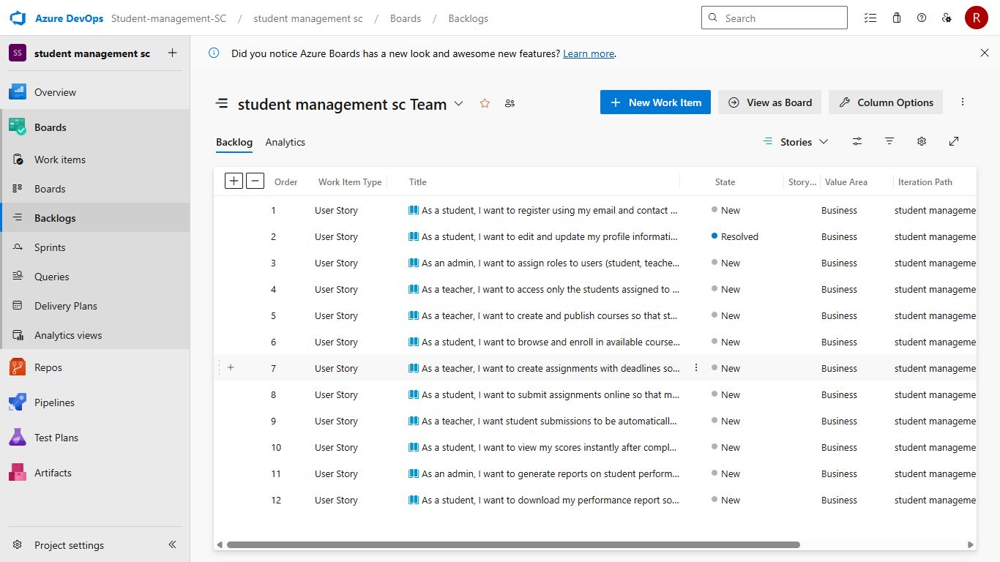 Azure DevOps Student-management-SC / student management sc / Boards / Backlogs Search R
SS student management sc
Did you notice Azure Boards has a new look and awesome new features? Learn more.
Overview
Boards
Work items
Boards
Backlogs
Sprints
Queries
Delivery Plans
Analytics views
Repos
Pipelines
Test Plans
Artifacts
Project settings
student management sc Team
New Work Item View as Board Column Options
Backlog Analytics Stories
Order Work Item Type Title State Story... Value Area Iteration Path
1 User Story As a student, I want to register using my email and contact ... New Business student manageme
2 User Story As a student, I want to edit and update my profile informati... Resolved Business student manageme
3 User Story As an admin, I want to assign roles to users (student, teache... New Business student manageme
4 User Story As a teacher, I want to access only the students assigned to ... New Business student manageme
5 User Story As a teacher, I want to create and publish courses so that st... New Business student manageme
6 User Story As a student, I want to browse and enroll in available course... New Business student manageme
7 User Story As a teacher, I want to create assignments with deadlines so... New Business student manageme
8 User Story As a student, I want to submit assignments online so that m... New Business student manageme
9 User Story As a teacher, I want student submissions to be automaticall... New Business student manageme
10 User Story As a student, I want to view my scores instantly after compl... New Business student manageme
11 User Story As an admin, I want to generate reports on student perform... New Business student manageme
12 User Story As a student, I want to download my performance report so... New Business student manageme